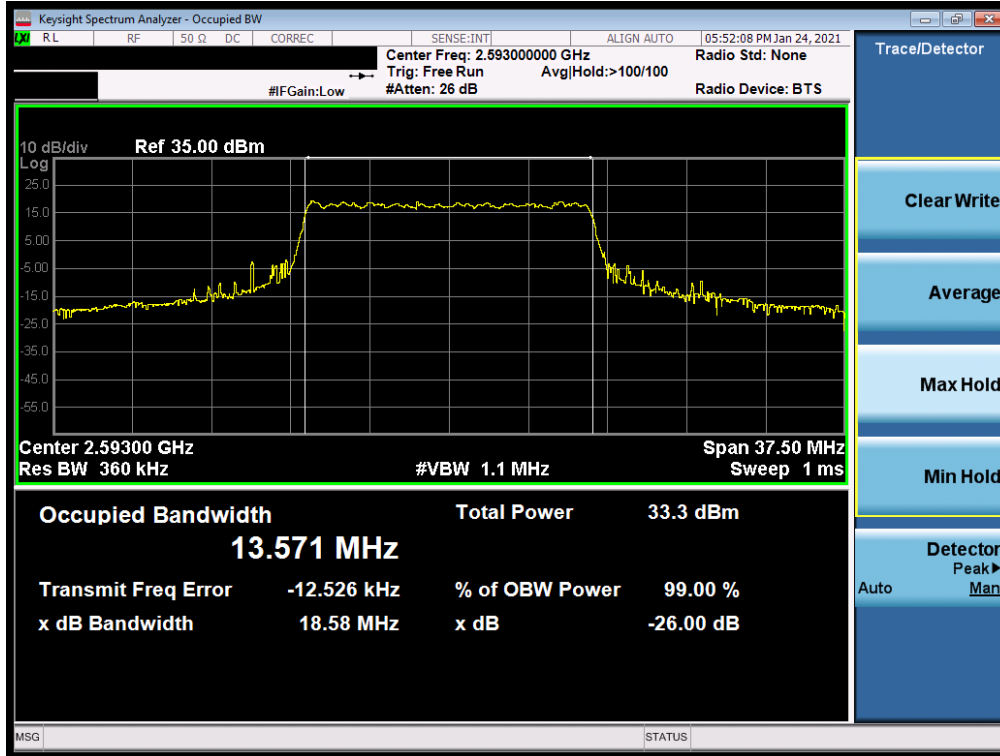 Keysight Spectrum Analyzer - Occupied BW
LXI RL RF 50 Ω DC CORREC SENSE:INT ALIGN AUTO 05:52:08 PM Jan 24, 2021
Center Freq: 2.593000000 GHz Radio Std: None
Trig: Free Run Avg|Hold:>100/100
#IFGain:Low #Atten: 26 dB Radio Device: BTS
Trace/Detector
10 dB/div Ref 35.00 dBm
Log
25.0
15.0
5.00
-5.00
-15.0
-25.0
-35.0
-45.0
-55.0
Center 2.59300 GHz Span 37.50 MHz
Res BW 360 kHz #VBW 1.1 MHz Sweep 1 ms
Occupied Bandwidth Total Power 33.3 dBm
13.571 MHz
Transmit Freq Error -12.526 kHz % of OBW Power 99.00 %
x dB Bandwidth 18.58 MHz x dB -26.00 dB
Clear Write
Average
Max Hold
Min Hold
Detector
Peak▶
Auto Man
MSG STATUS